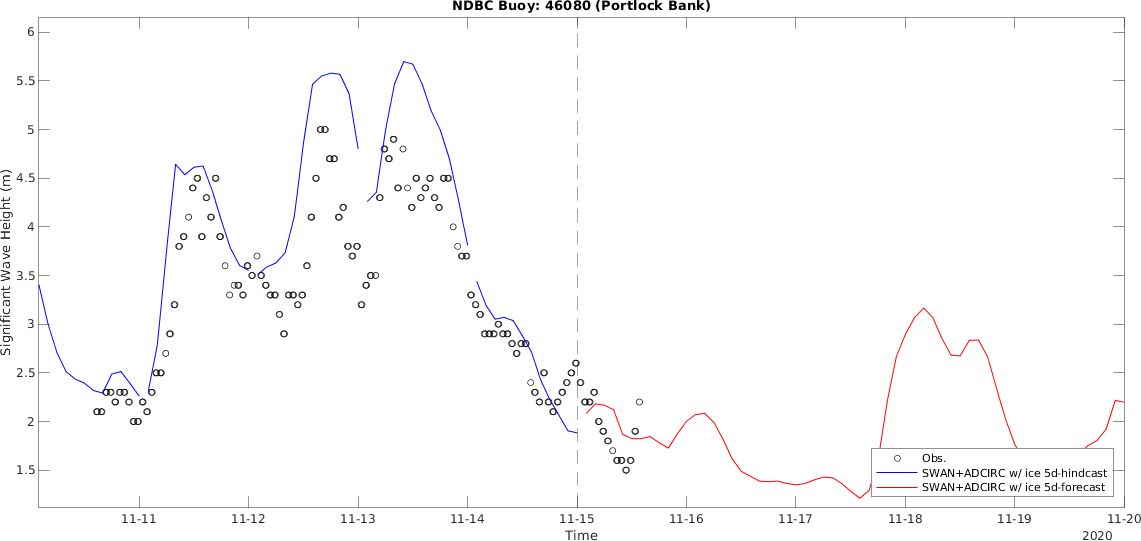 NDBC Buoy: 46080 (Portlock Bank)
6
5.5
5
4.5
4
3.5
3
2.5
2
1.5
Significant Wave Height (m)
Obs.
SWAN+ADCIRC w/ ice 5d-hindcast
SWAN+ADCIRC w/ ice 5d-forecast
11-11 11-12 11-13 11-14 11-15 11-16 11-17 11-18 11-19 11-20
Time
2020